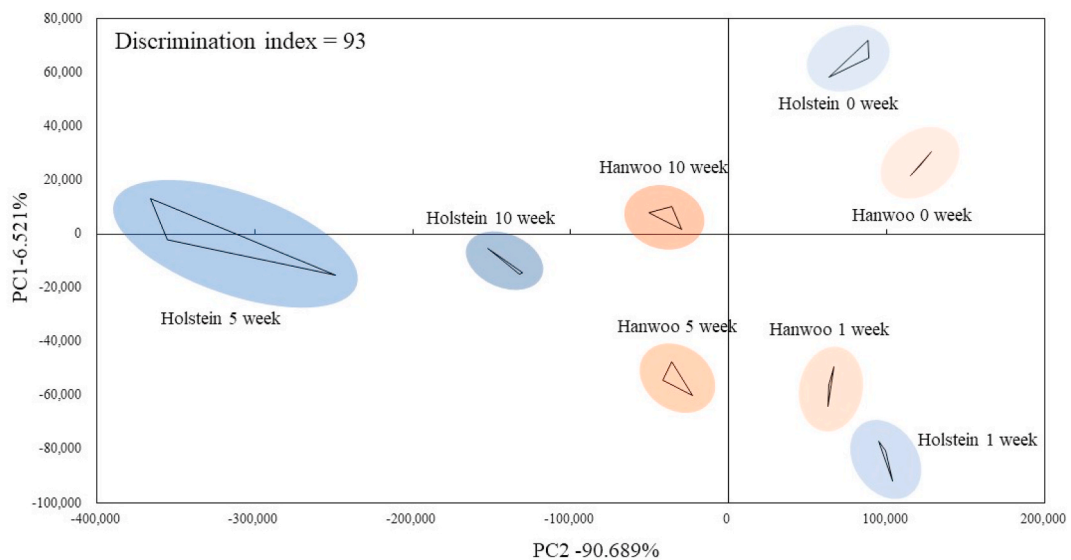 Discrimination index = 93
80,000
60,000
40,000
20,000
0
-20,000
-40,000
-60,000
-80,000
-100,000
PC1-6.521%
Holstein 0 week
Hanwoo 10 week
Hanwoo 0 week
Holstein 10 week
Holstein 5 week
Hanwoo 5 week
Hanwoo 1 week
Holstein 1 week
-400,000 -300,000 -200,000 -100,000 0 100,000 200,000
PC2 -90.689%